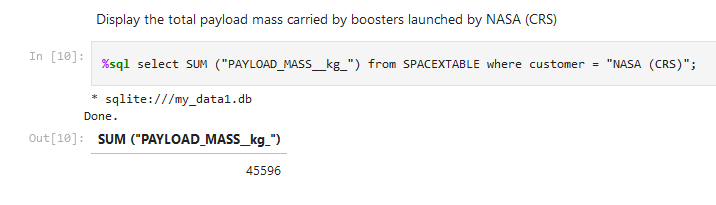 Display the total payload mass carried by boosters launched by NASA (CRS)
In [10]: %sql select SUM ("PAYLOAD_MASS__kg_") from SPACEXTABLE where customer = "NASA (CRS)";
* sqlite:///my_data1.db
Done.
Out[10]: SUM ("PAYLOAD_MASS__kg_")
45596